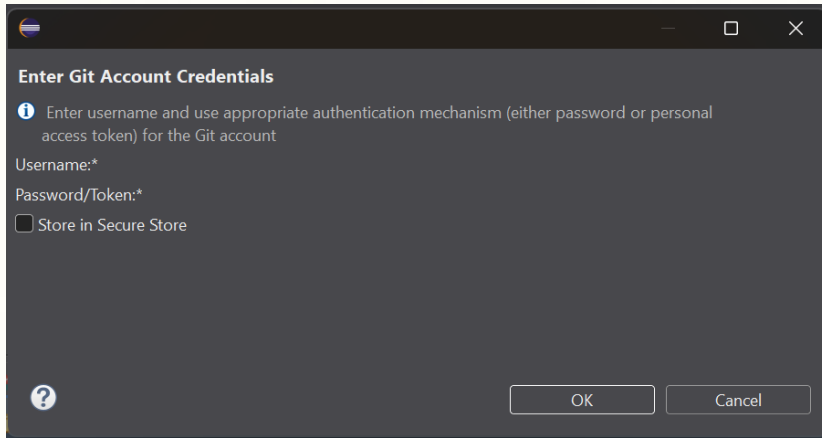 Enter Git Account Credentials
Enter username and use appropriate authentication mechanism (either password or personal
access token) for the Git account
Username:*
Password/Token:*
Store in Secure Store
?
OK
Cancel